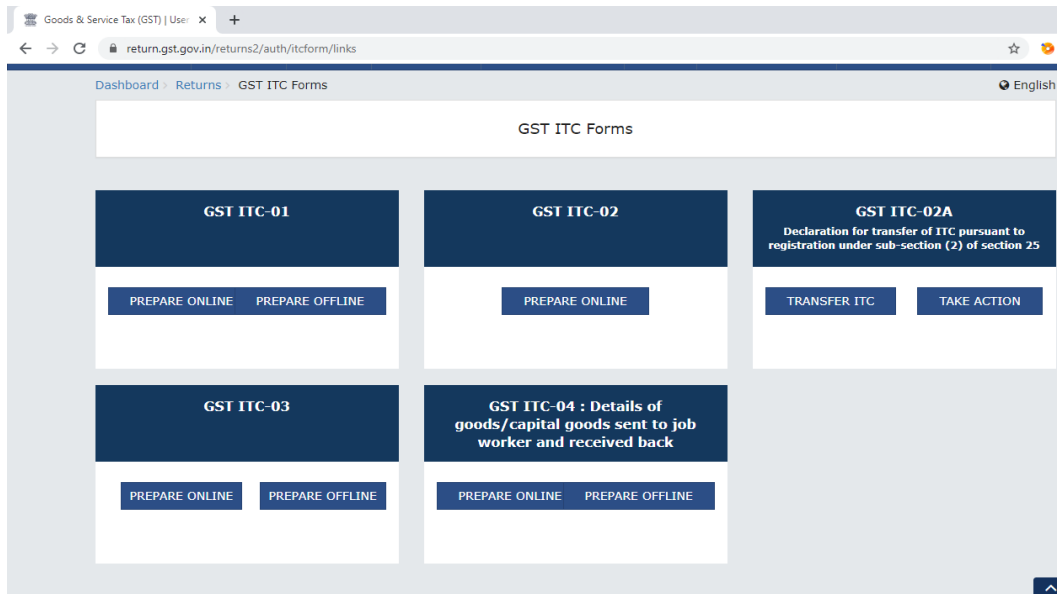 Goods & Service Tax (GST) | User
return.gst.gov.in/returns2/auth/itcform/links
Dashboard > Returns > GST ITC Forms
English
GST ITC Forms
GST ITC-01
PREPARE ONLINE
PREPARE OFFLINE
GST ITC-02
PREPARE ONLINE
GST ITC-02A
Declaration for transfer of ITC pursuant to
registration under sub-section (2) of section 25
TRANSFER ITC
TAKE ACTION
GST ITC-03
PREPARE ONLINE
PREPARE OFFLINE
GST ITC-04 : Details of
goods/capital goods sent to job
worker and received back
PREPARE ONLINE
PREPARE OFFLINE